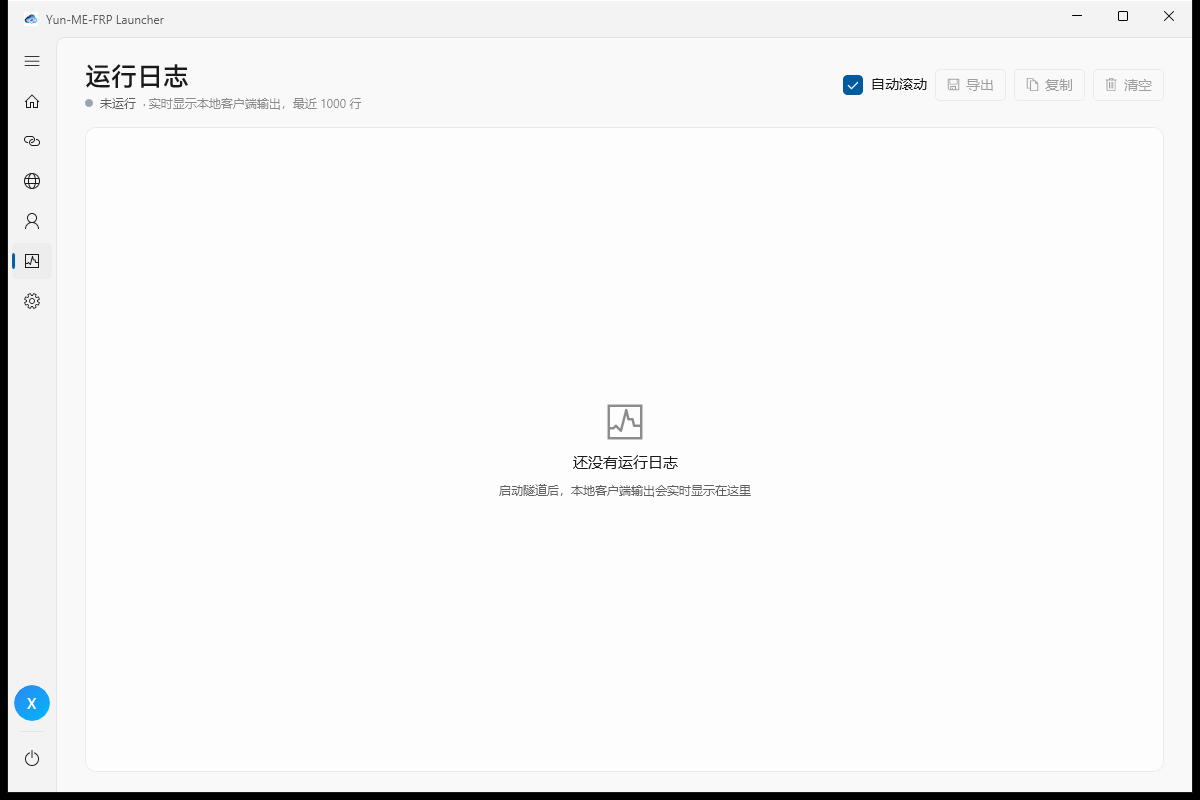 Yun-ME-FRP Launcher
运行日志
未运行 · 实时显示本地客户端输出，最近 1000 行
自动滚动
导出
复制
清空
还没有运行日志
启动隧道后，本地客户端输出会实时显示在这里
X